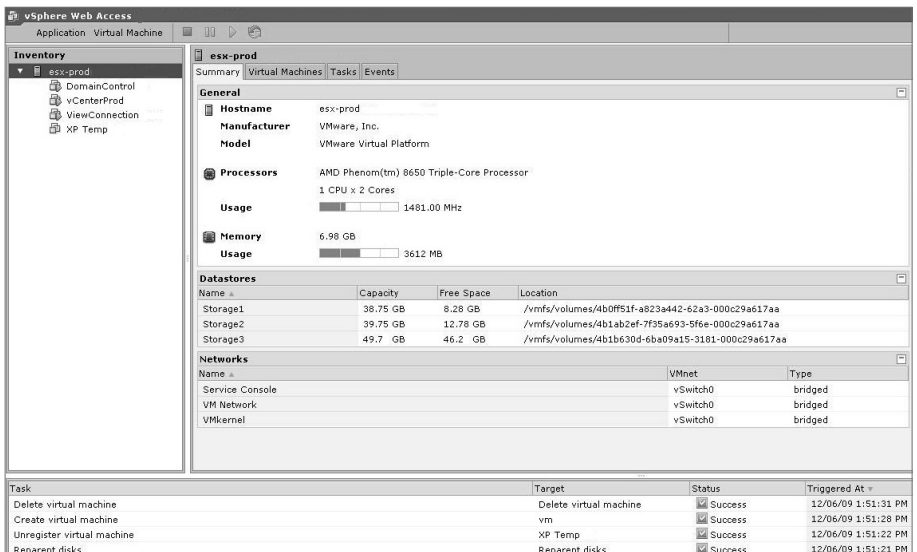 vSphere Web Access
Application Virtual Machine
Inventory
esx-prod
DomainControl
vCenterProd
ViewConnection
XP Temp
esx-prod
Summary Virtual Machines Tasks Events
General
Hostname esx-prod
Manufacturer VMware, Inc.
Model VMware Virtual Platform
Processors AMD Phenom(tm) 8650 Triple-Core Processor
1 CPU x 2 Cores
Usage 1481.00 MHz
Memory 6.98 GB
Usage 3612 MB
Datastores
Name Capacity Free Space Location
Storage1 38.75 GB 8.28 GB /vmfs/volumes/4b0ff51f-a823a442-62a3-000c29a617aa
Storage2 39.75 GB 12.78 GB /vmfs/volumes/4b1ab2ef-7f35a693-5f6e-000c29a617aa
Storage3 49.7 GB 46.2 GB /vmfs/volumes/4b1b630d-6ba09a15-3181-000c29a617aa
Networks
Name VMnet Type
Service Console vSwitch0 bridged
VM Network vSwitch0 bridged
VMkernel vSwitch0 bridged
Task Target Status Triggered At
Delete virtual machine Delete virtual machine Success 12/06/09 1:51:31 PM
Create virtual machine vm Success 12/06/09 1:51:28 PM
Unregister virtual machine XP Temp Success 12/06/09 1:51:22 PM
Reparent disks Reparent disks Success 12/06/09 1:51:21 PM